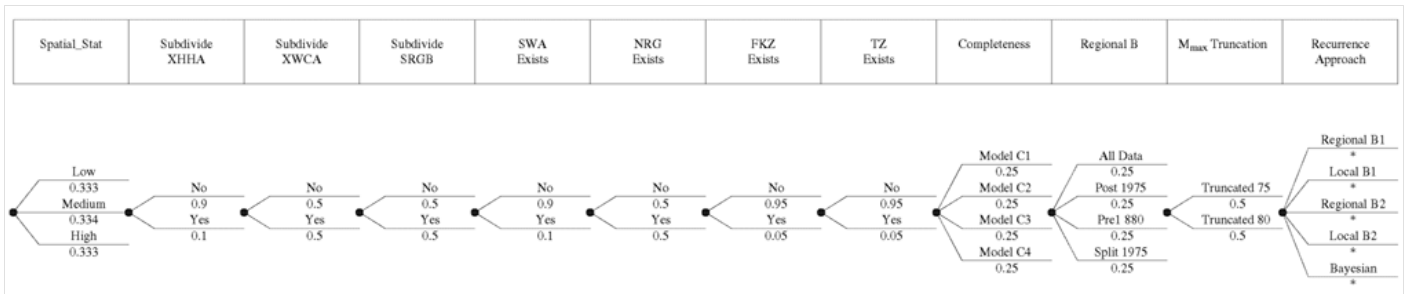 Spatial_Stat
Subdivide
XHHA
Subdivide
XWCA
Subdivide
SRGB
SWA
Exists
NRG
Exists
FKZ
Exists
TZ
Exists
Completeness
Regional B
Mmax Truncation
Recurrence
Approach
Low
0.333
Medium
0.334
High
0.333
No
0.9
Yes
0.1
No
0.5
Yes
0.5
No
0.5
Yes
0.5
No
0.9
Yes
0.1
No
0.5
Yes
0.5
No
0.95
Yes
0.05
No
0.95
Yes
0.05
Model C1
0.25
Model C2
0.25
Model C3
0.25
Model C4
0.25
All Data
0.25
Post 1975
0.25
Pre1 880
0.25
Split 1975
0.25
Truncated 75
0.5
Truncated 80
0.5
Regional B1
*
Local B1
*
Regional B2
*
Local B2
*
Bayesian
*